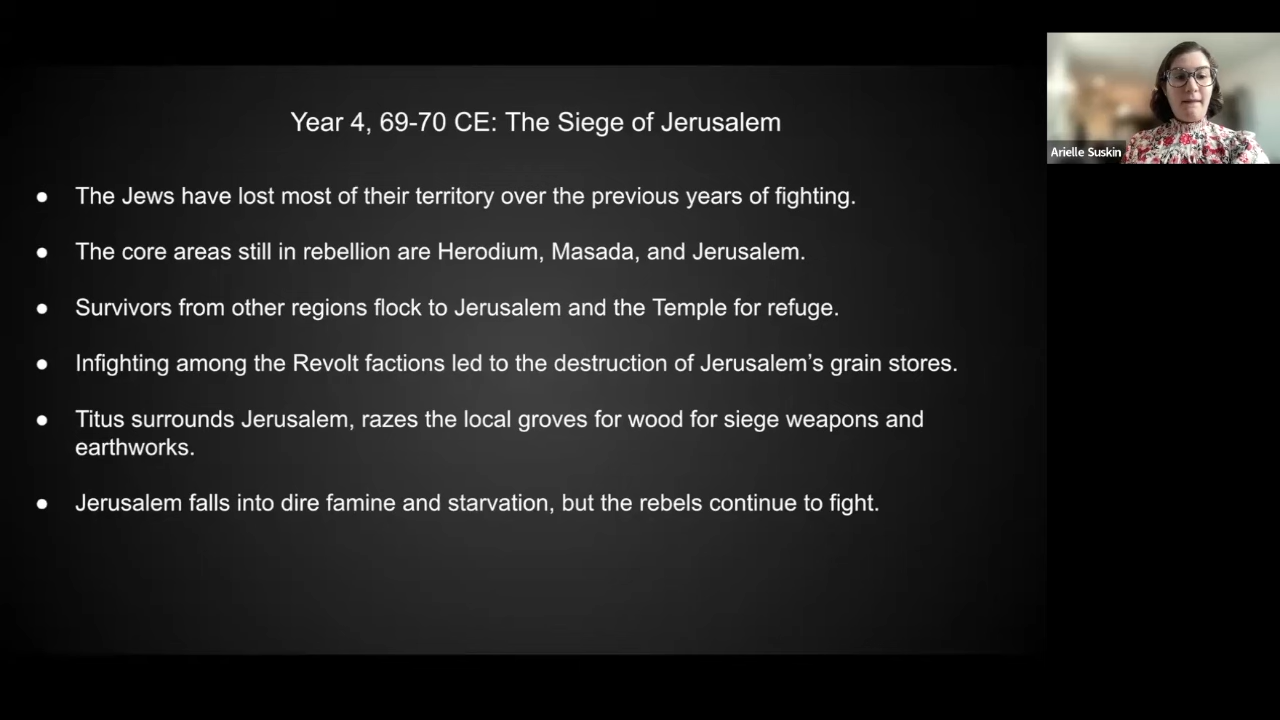 Year 4, 69-70 CE: The Siege of Jerusalem
● The Jews have lost most of their territory over the previous years of fighting.
● The core areas still in rebellion are Herodium, Masada, and Jerusalem.
● Survivors from other regions flock to Jerusalem and the Temple for refuge.
● Infighting among the Revolt factions led to the destruction of Jerusalem’s grain stores.
● Titus surrounds Jerusalem, razes the local groves for wood for siege weapons and
earthworks.
● Jerusalem falls into dire famine and starvation, but the rebels continue to fight.
Arielle Suskin